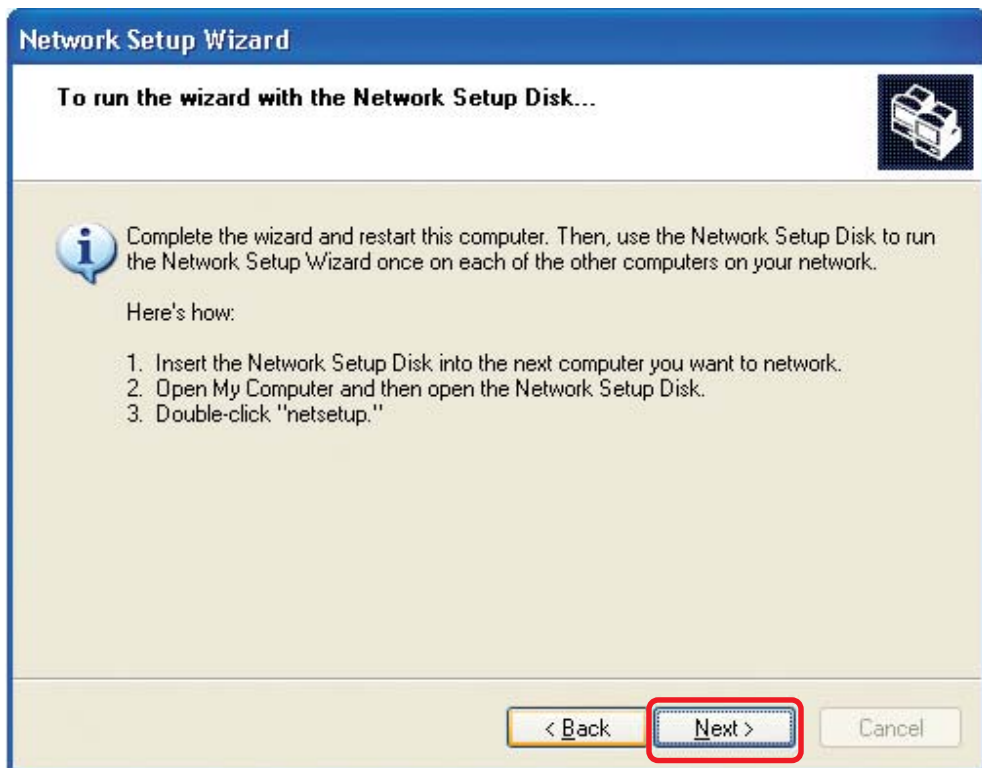 Network Setup Wizard
To run the wizard with the Network Setup Disk...
Complete the wizard and restart this computer. Then, use the Network Setup Disk to run
the Network Setup Wizard once on each of the other computers on your network.
Here's how:
1. Insert the Network Setup Disk into the next computer you want to network.
2. Open My Computer and then open the Network Setup Disk.
3. Double-click "netsetup."
< Back
Next >
Cancel